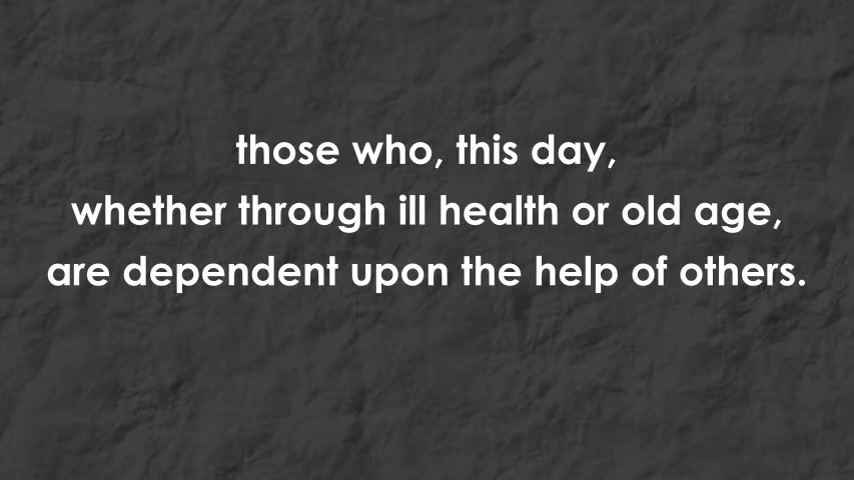 those who, this day,
whether through ill health or old age,
are dependent upon the help of others.